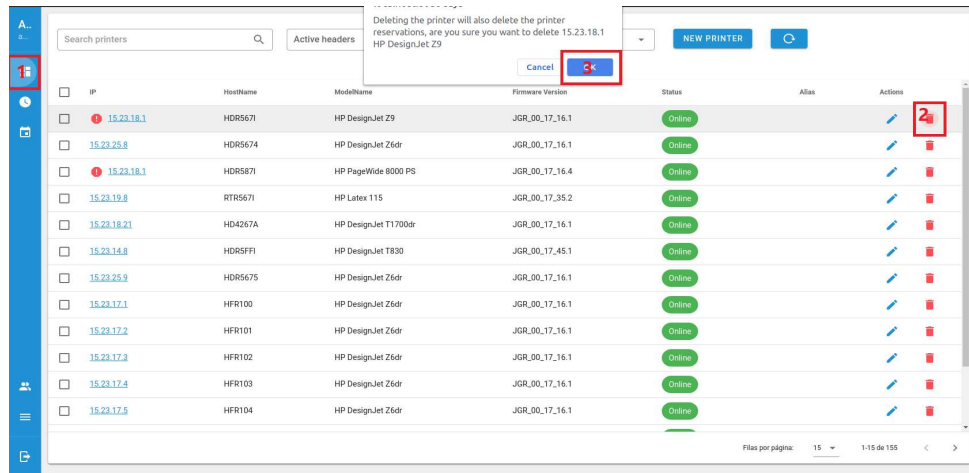 A...
a...
Deleting the printer will also delete the printer
reservations, are you sure you want to delete 15.23.18.1
HP DesignJet Z9
Cancel
3
Search printers
Active headers
NEW PRINTER
1
IP HostName ModelName Firmware Version Status Alias Actions
15.23.18.1 HDR567I HP DesignJet Z9 JGR_00_17_16.1 Online 2
15.23.25.8 HDR5674 HP DesignJet Z6dr JGR_00_17_16.1 Online
15.23.18.1 HDR587I HP PageWide 8000 PS JGR_00_17_16.4 Online
15.23.19.8 RTR567I HP Latex 115 JGR_00_17_35.2 Online
15.23.18.21 HD4267A HP DesignJet T1700dr JGR_00_17_16.1 Online
15.23.14.8 HDR5FFI HP DesignJet T830 JGR_00_17_45.1 Online
15.23.25.9 HDR5675 HP DesignJet Z6dr JGR_00_17_16.1 Online
15.23.17.1 HFR100 HP DesignJet Z6dr JGR_00_17_16.1 Online
15.23.17.2 HFR101 HP DesignJet Z6dr JGR_00_17_16.1 Online
15.23.17.3 HFR102 HP DesignJet Z6dr JGR_00_17_16.1 Online
15.23.17.4 HFR103 HP DesignJet Z6dr JGR_00_17_16.1 Online
15.23.17.5 HFR104 HP DesignJet Z6dr JGR_00_17_16.1 Online
Filas por página: 15 1-15 de 155